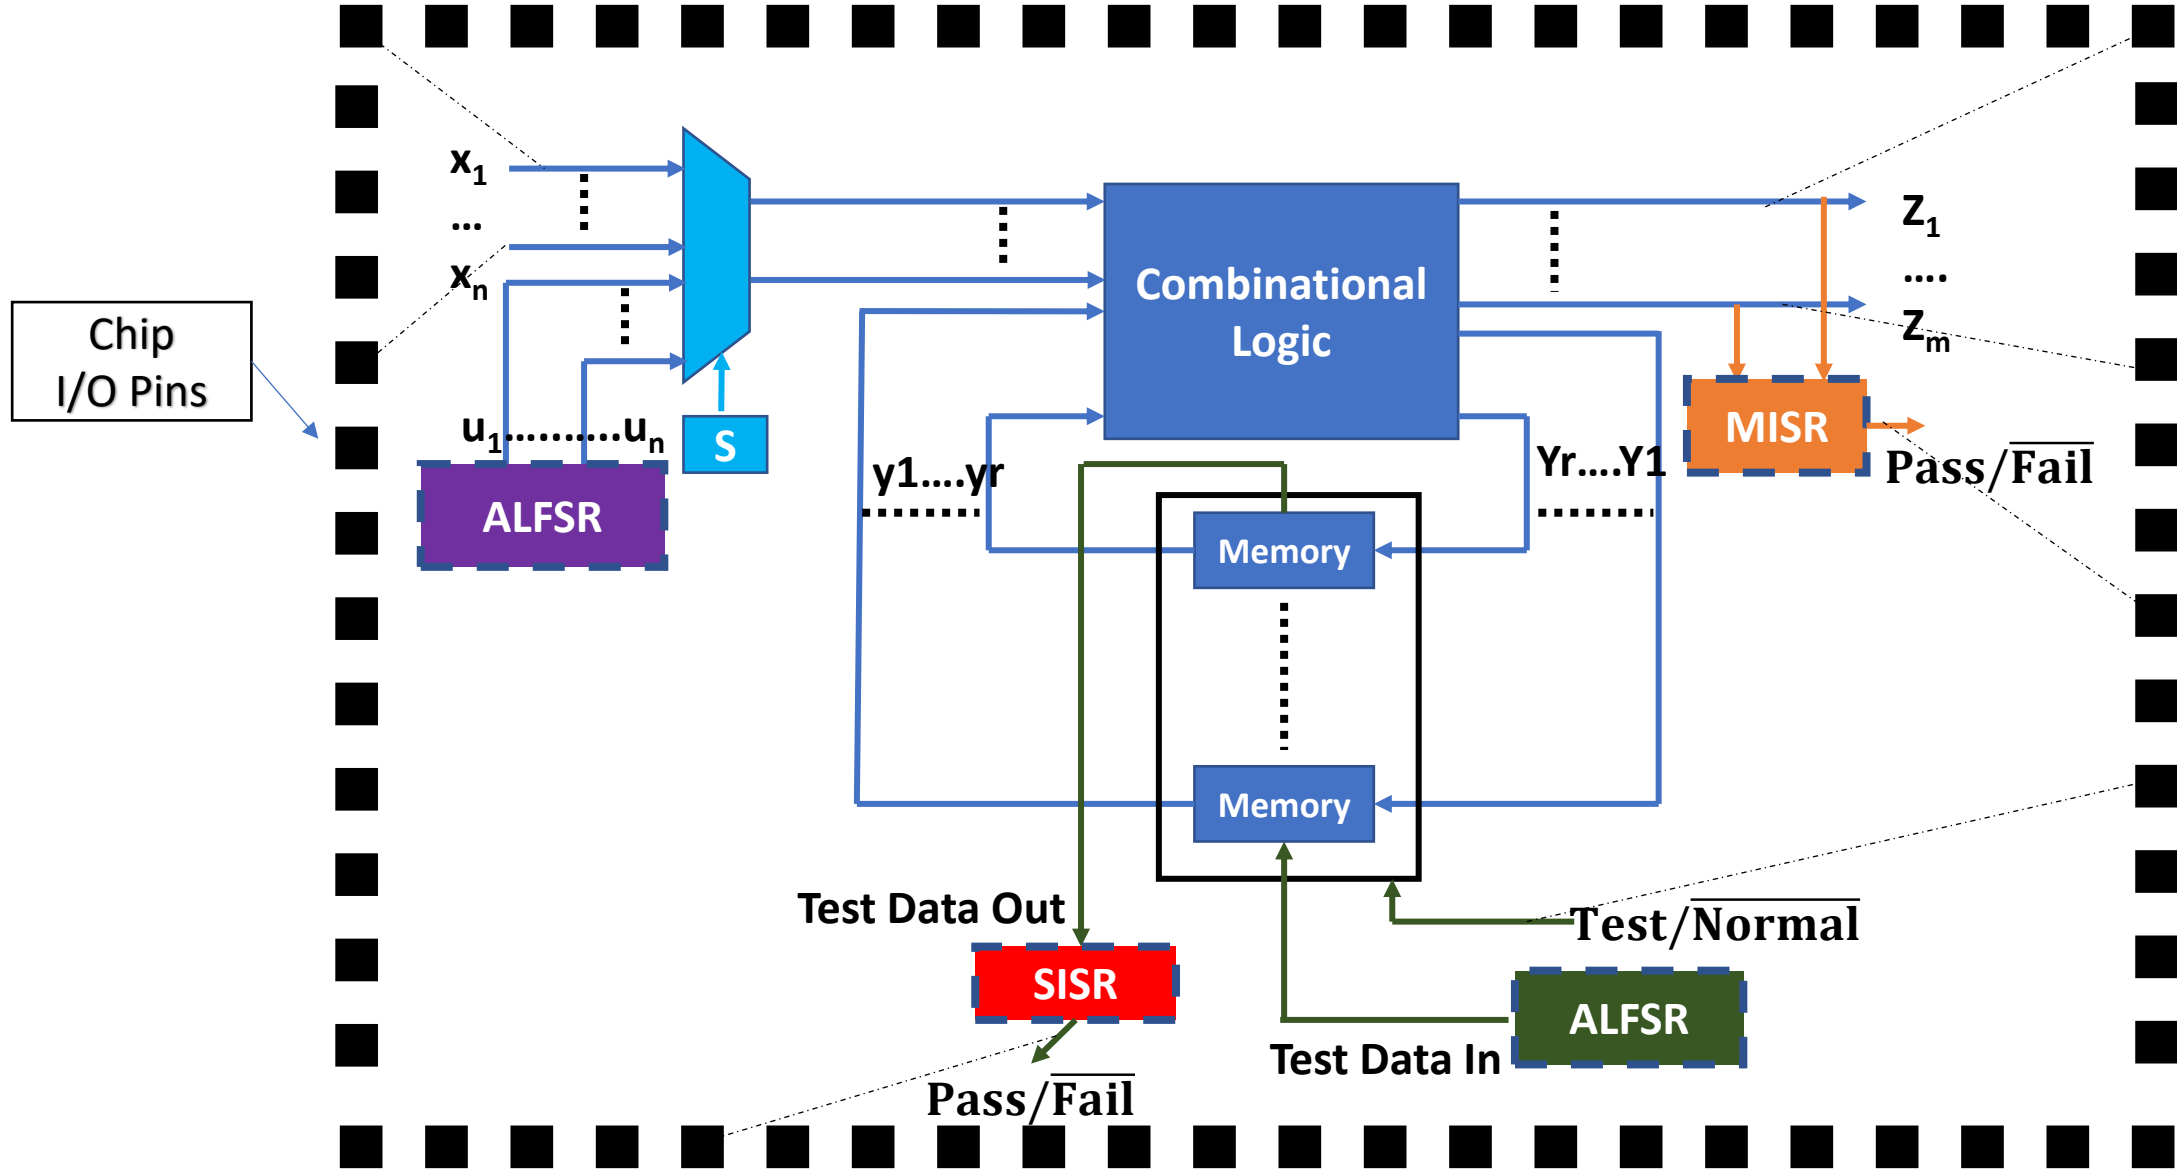 x1
...
xn
Chip
I/O Pins
u1..........un
S
ALFSR
Combinational
Logic
Z1
....
Zm
MISR
Pass/Fail
y1....yr
Yr....Y1
Memory
Memory
Test Data Out
Test/Normal
SISR
ALFSR
Test Data In
Pass/Fail